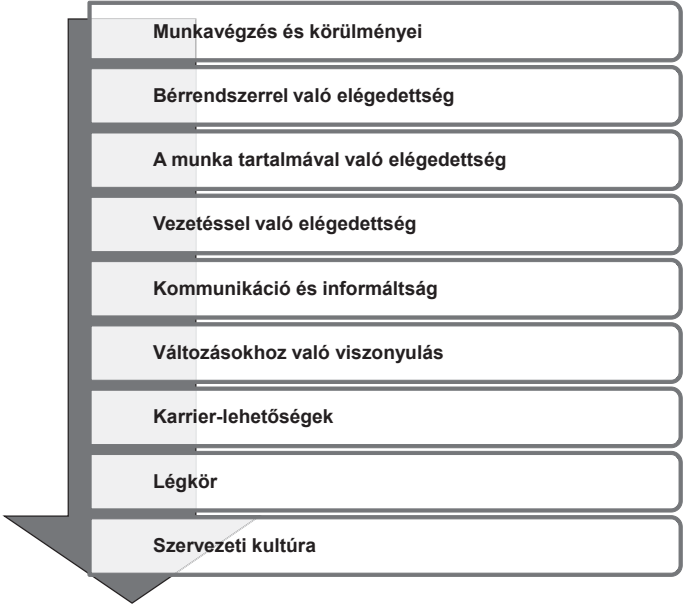 Munkavégzés és körülményei
Bérrendszerrel való elégedettség
A munka tartalmával való elégedettség
Vezetéssel való elégedettség
Kommunikáció és informáltság
Változásokhoz való viszonyulás
Karrier-lehetőségek
Légkör
Szervezeti kultúra